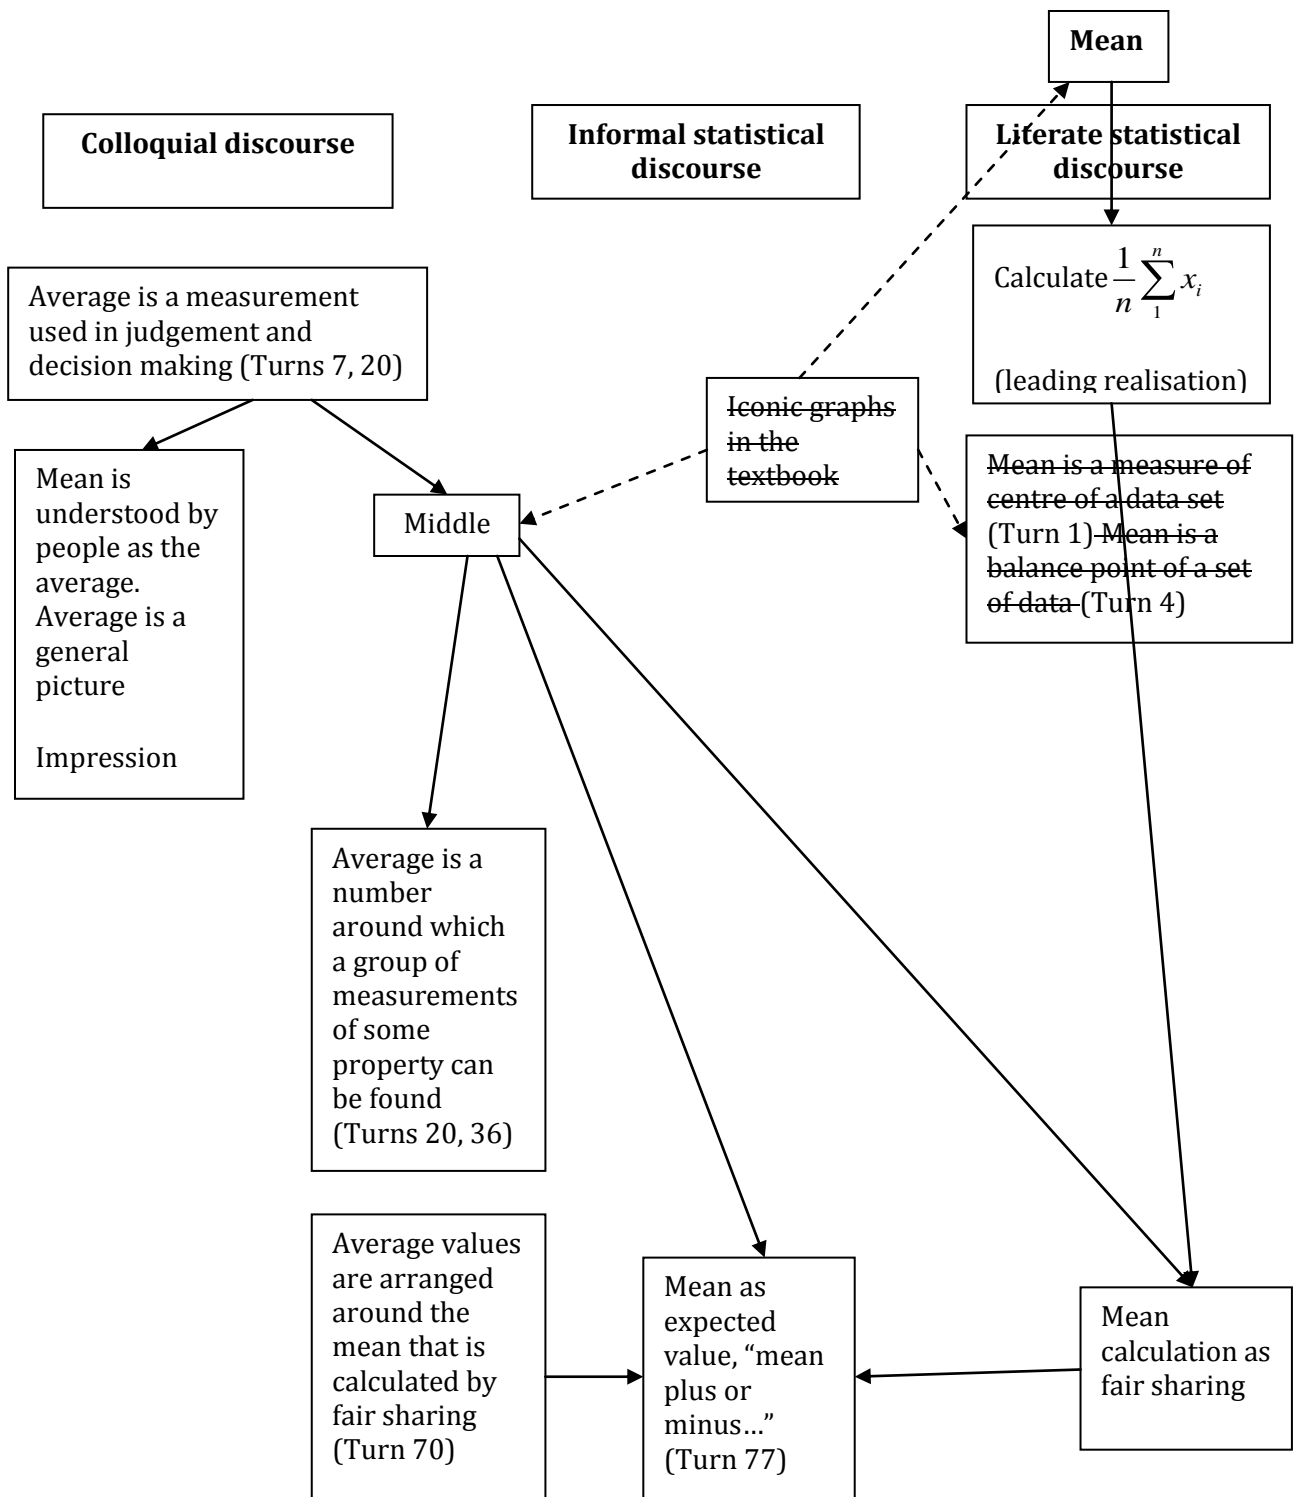 Mean
Colloquial discourse
Informal statistical
discourse
Literate statistical
discourse
Average is a measurement
used in judgement and
decision making (Turns 7, 20)
Calculate $\frac{1}{n}\sum_{1}^{n} x_i$
(leading realisation)
Iconic graphs
in the
textbook
Mean is a measure of
centre of a data set
(Turn 1) Mean is a
balance point of a set
of data (Turn 4)
Mean is
understood by
people as the
average.
Average is a
general
picture
Impression
Middle
Average is a
number
around which
a group of
measurements
of some
property can
be found
(Turns 20, 36)
Average values
are arranged
around the
mean that is
calculated by
fair sharing
(Turn 70)
Mean as
expected
value, “mean
plus or
minus…”
(Turn 77)
Mean
calculation as
fair sharing